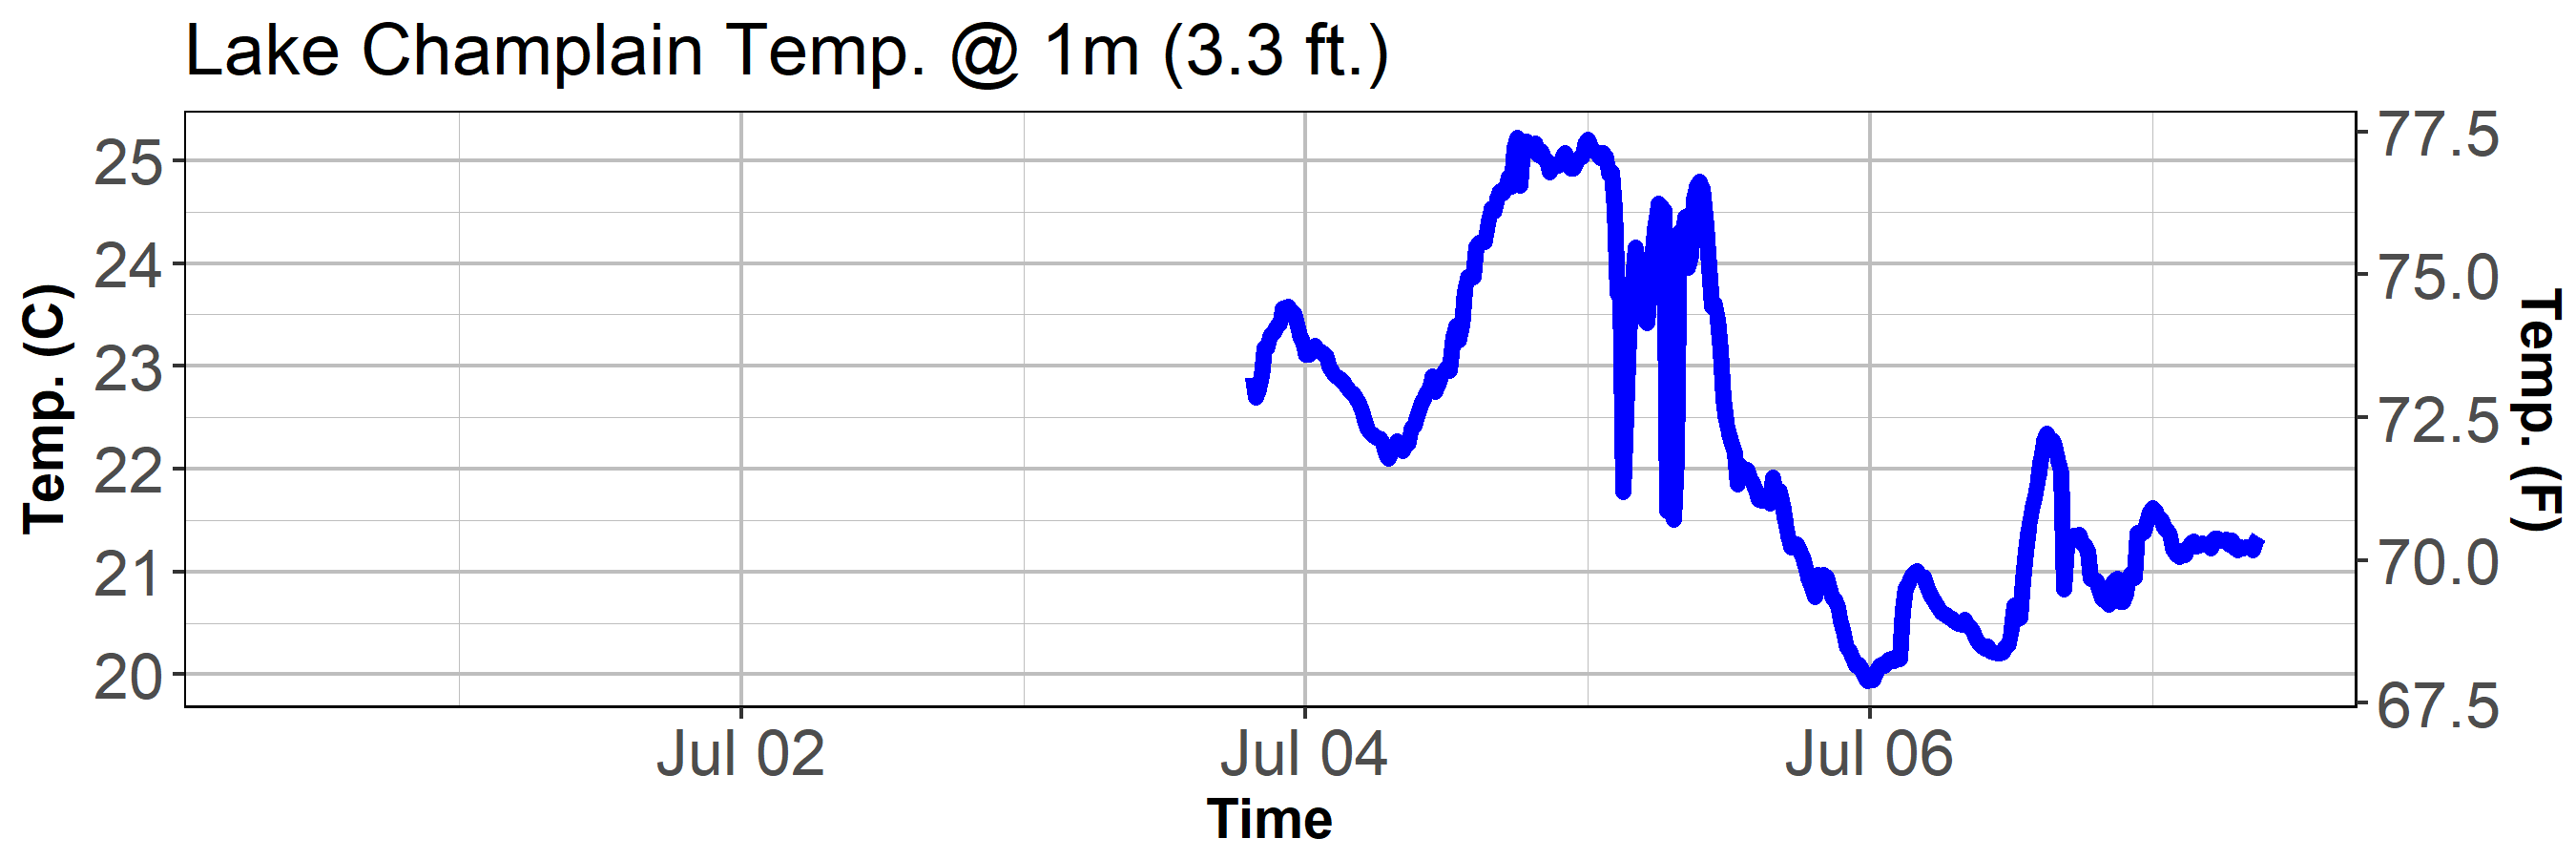 Lake Champlain Temp. @ 1m (3.3 ft.)
Temp. (C)
25
24
23
22
21
20
77.5
75.0
72.5
70.0
67.5
Temp. (F)
Jul 02
Jul 04
Jul 06
Time